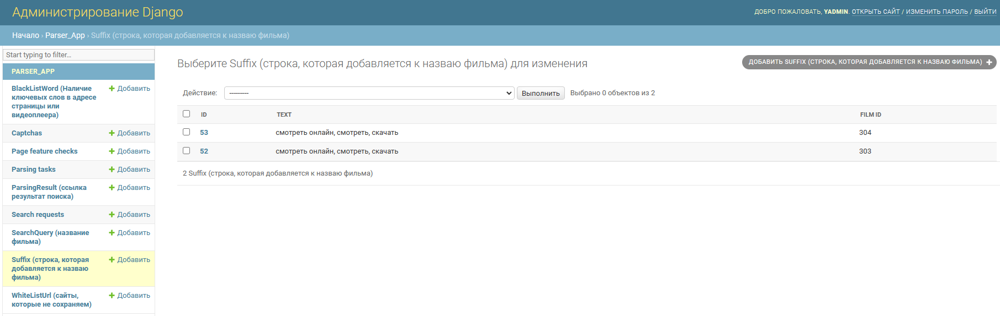 Администрирование Django
ДОБРО ПОЖАЛОВАТЬ, YADMIN. ОТКРЫТЬ САЙТ / ИЗМЕНИТЬ ПАРОЛЬ / ВЫЙТИ
Начало › Parser_App › Suffix (строка, которая добавляется к назваю фильма)
Start typing to filter...
PARSER_APP
BlackListWord (Наличие
ключевых слов в адресе
страницы или
видеоплеера)
Добавить
Captchas
Добавить
Page feature checks
Добавить
Parsing tasks
Добавить
ParsingResult (ссылка
результат поиска)
Добавить
Search requests
Добавить
SearchQuery (название
фильма)
Добавить
Suffix (строка, которая
добавляется к назваю
фильма)
Добавить
WhiteListUrl (сайты,
которые не сохраняем)
Добавить
Выберите Suffix (строка, которая добавляется к назваю фильма) для изменения
ДОБАВИТЬ SUFFIX (СТРОКА, КОТОРАЯ ДОБАВЛЯЕТСЯ К НАЗВАЮ ФИЛЬМА)
Действие: --------- Выполнить Выбрано 0 объектов из 2
ID TEXT FILM ID
53 смотреть онлайн, смотреть, скачать 304
52 смотреть онлайн, смотреть, скачать 303
2 Suffix (строка, которая добавляется к назваю фильма)